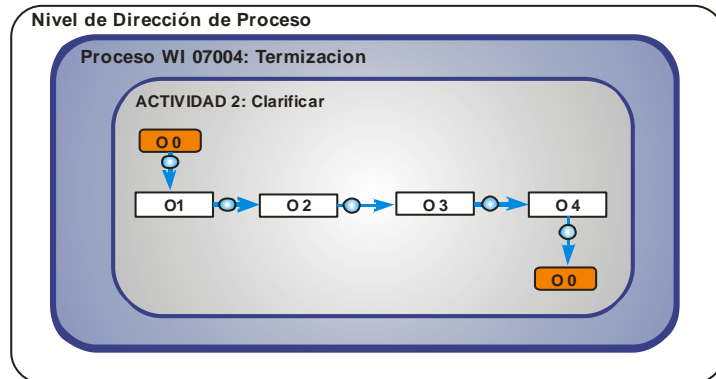 Nivel de Dirección de Proceso
Proceso WI 07004: Termizacion
ACTIVIDAD 2: Clarificar
O 0
O1
O 2
O 3
O 4
O 0